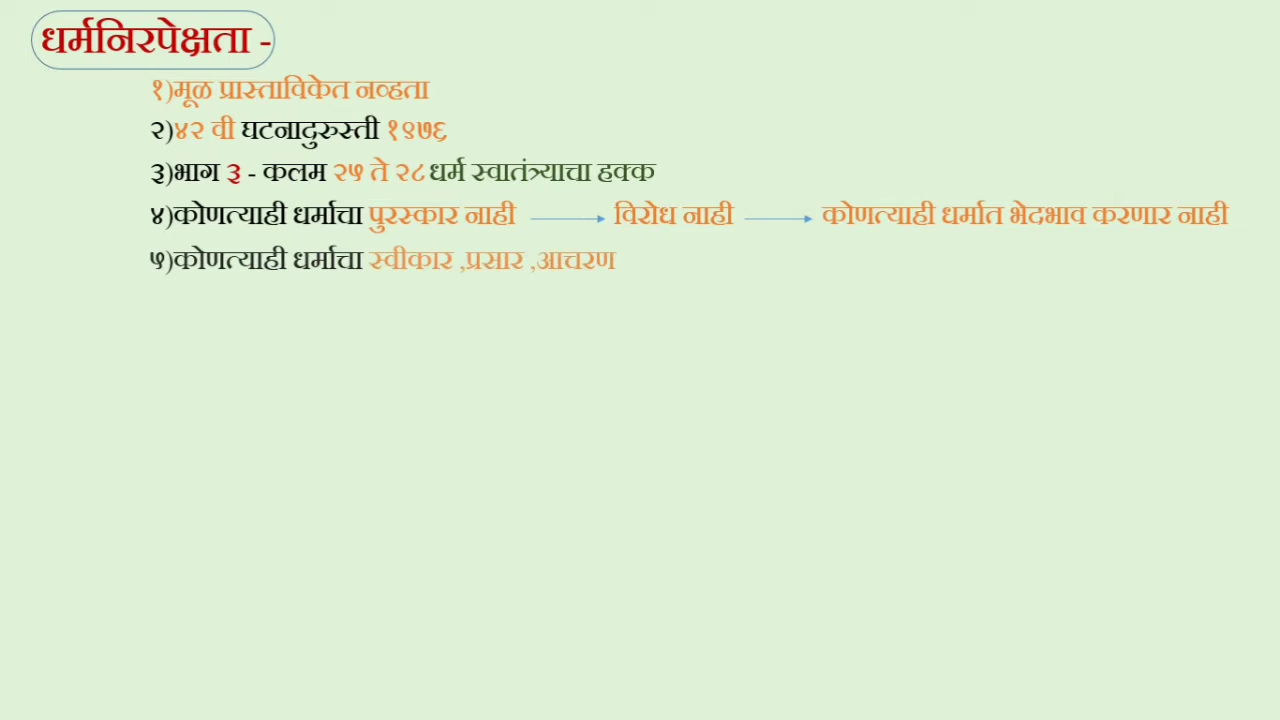 धर्मनिरपेक्षता -
१)मूळ प्रास्ताविकेत नव्हता
२)४२ वी घटनादुरुस्ती १९७६
३)भाग ३ - कलम २५ ते २८ धर्म स्वातंत्र्याचा हक्क
४)कोणत्याही धर्माचा पुरस्कार नाही विरोध नाही कोणत्याही धर्मात भेदभाव करणार नाही
५)कोणत्याही धर्माचा स्वीकार ,प्रसार ,आचरण